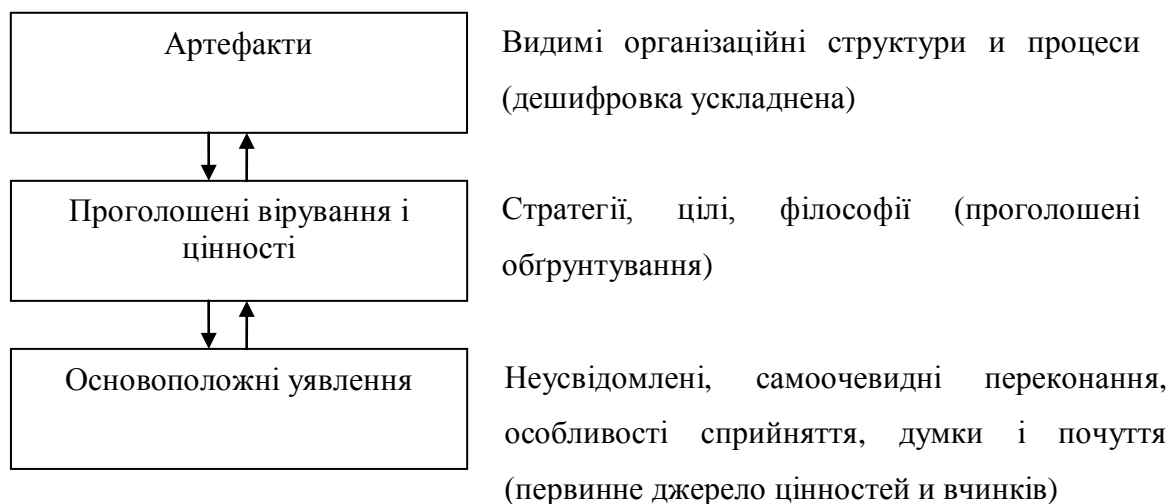 Артефакти
Видимі організаційні структури и процеси
(дешифровка ускладнена)
Проголошені вірування і
цінності
Стратегії, цілі, філософії (проголошені
обґрунтування)
Основоположні уявлення
Неусвідомлені, самоочевидні переконання,
особливості сприйняття, думки і почуття
(первинне джерело цінностей и вчинків)